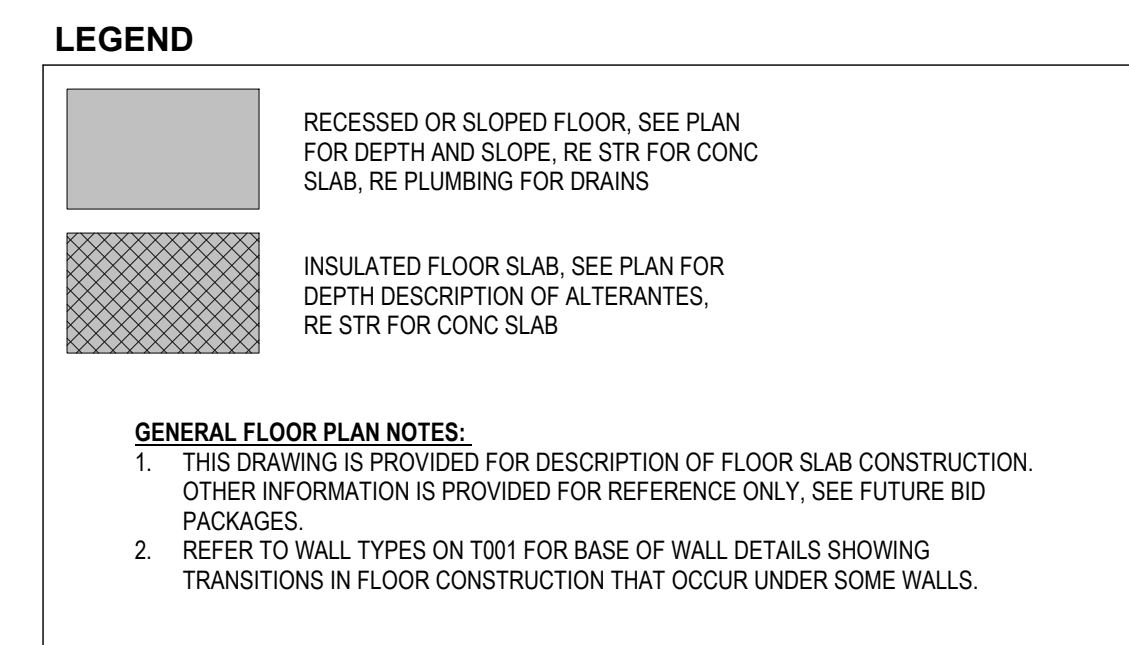 LEGEND
RECESSED OR SLOPED FLOOR, SEE PLAN
FOR DEPTH AND SLOPE, RE STR FOR CONC
SLAB, RE PLUMBING FOR DRAINS
INSULATED FLOOR SLAB, SEE PLAN FOR
DEPTH DESCRIPTION OF ALTERANTES,
RE STR FOR CONC SLAB
GENERAL FLOOR PLAN NOTES:
1. THIS DRAWING IS PROVIDED FOR DESCRIPTION OF FLOOR SLAB CONSTRUCTION.
OTHER INFORMATION IS PROVIDED FOR REFERENCE ONLY, SEE FUTURE BID
PACKAGES.
2. REFER TO WALL TYPES ON T001 FOR BASE OF WALL DETAILS SHOWING
TRANSITIONS IN FLOOR CONSTRUCTION THAT OCCUR UNDER SOME WALLS.